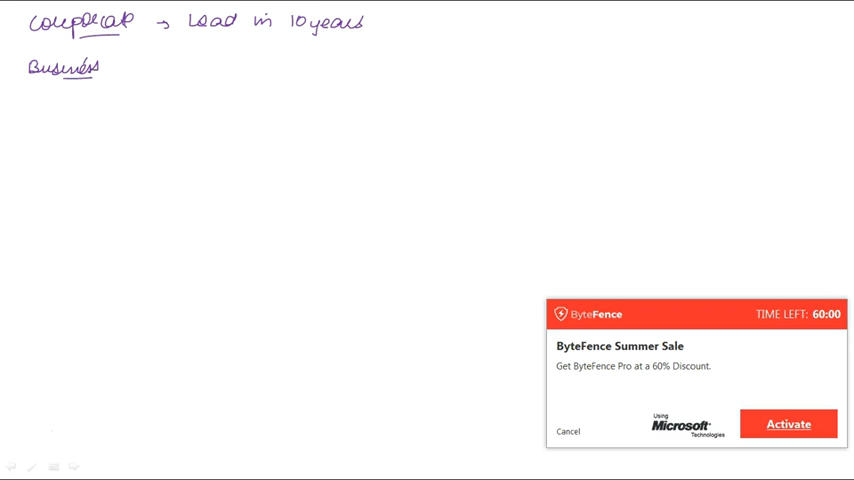 Corporate → Lead in 10 years
Business
ByteFence
TIME LEFT: 60:00
ByteFence Summer Sale
Get ByteFence Pro at a 60% Discount.
Cancel
Using
Microsoft
Technologies
Activate